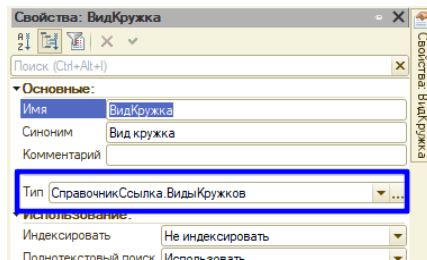 Свойства: ВидКружка
Поиск (Ctrl+Alt+I)
Основные:
Имя ВидКружка
Синоним Вид кружка
Комментарий
Тип СправочникСсылка.ВидыКружков ...
Использование:
Индексировать Не индексировать
Полнотекстовый поиск Использовать
Свойства: ВидКружка